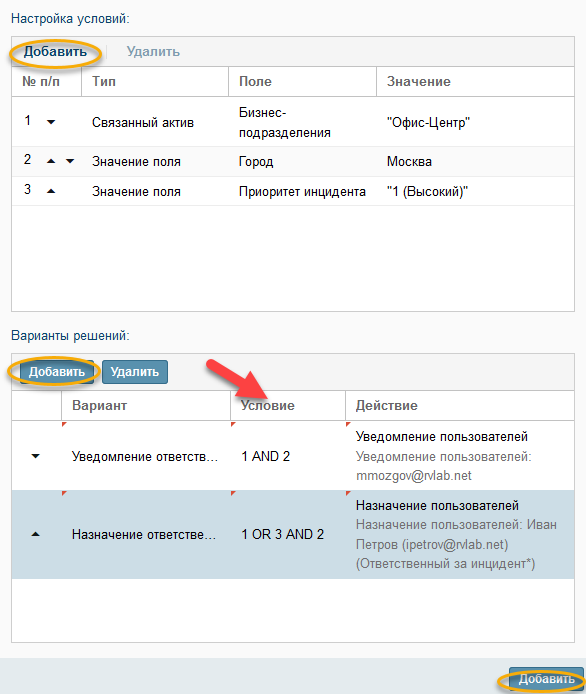 Настройка условий:
Добавить Удалить
№ п/п Тип Поле Значение
1 Связанный актив Бизнес-подразделения "Офис-Центр"
2 Значение поля Город Москва
3 Значение поля Приоритет инцидента "1 (Высокий)"
Варианты решений:
Добавить Удалить
Вариант Условие Действие
Уведомление ответств... 1 AND 2 Уведомление пользователей
Уведомление пользователей:
mmozgov@rvlab.net
Назначение ответстве... 1 OR 3 AND 2 Назначение пользователей
Назначение пользователей: Иван
Петров (ipetrov@rvlab.net)
(Ответственный за инцидент*)
Добавить